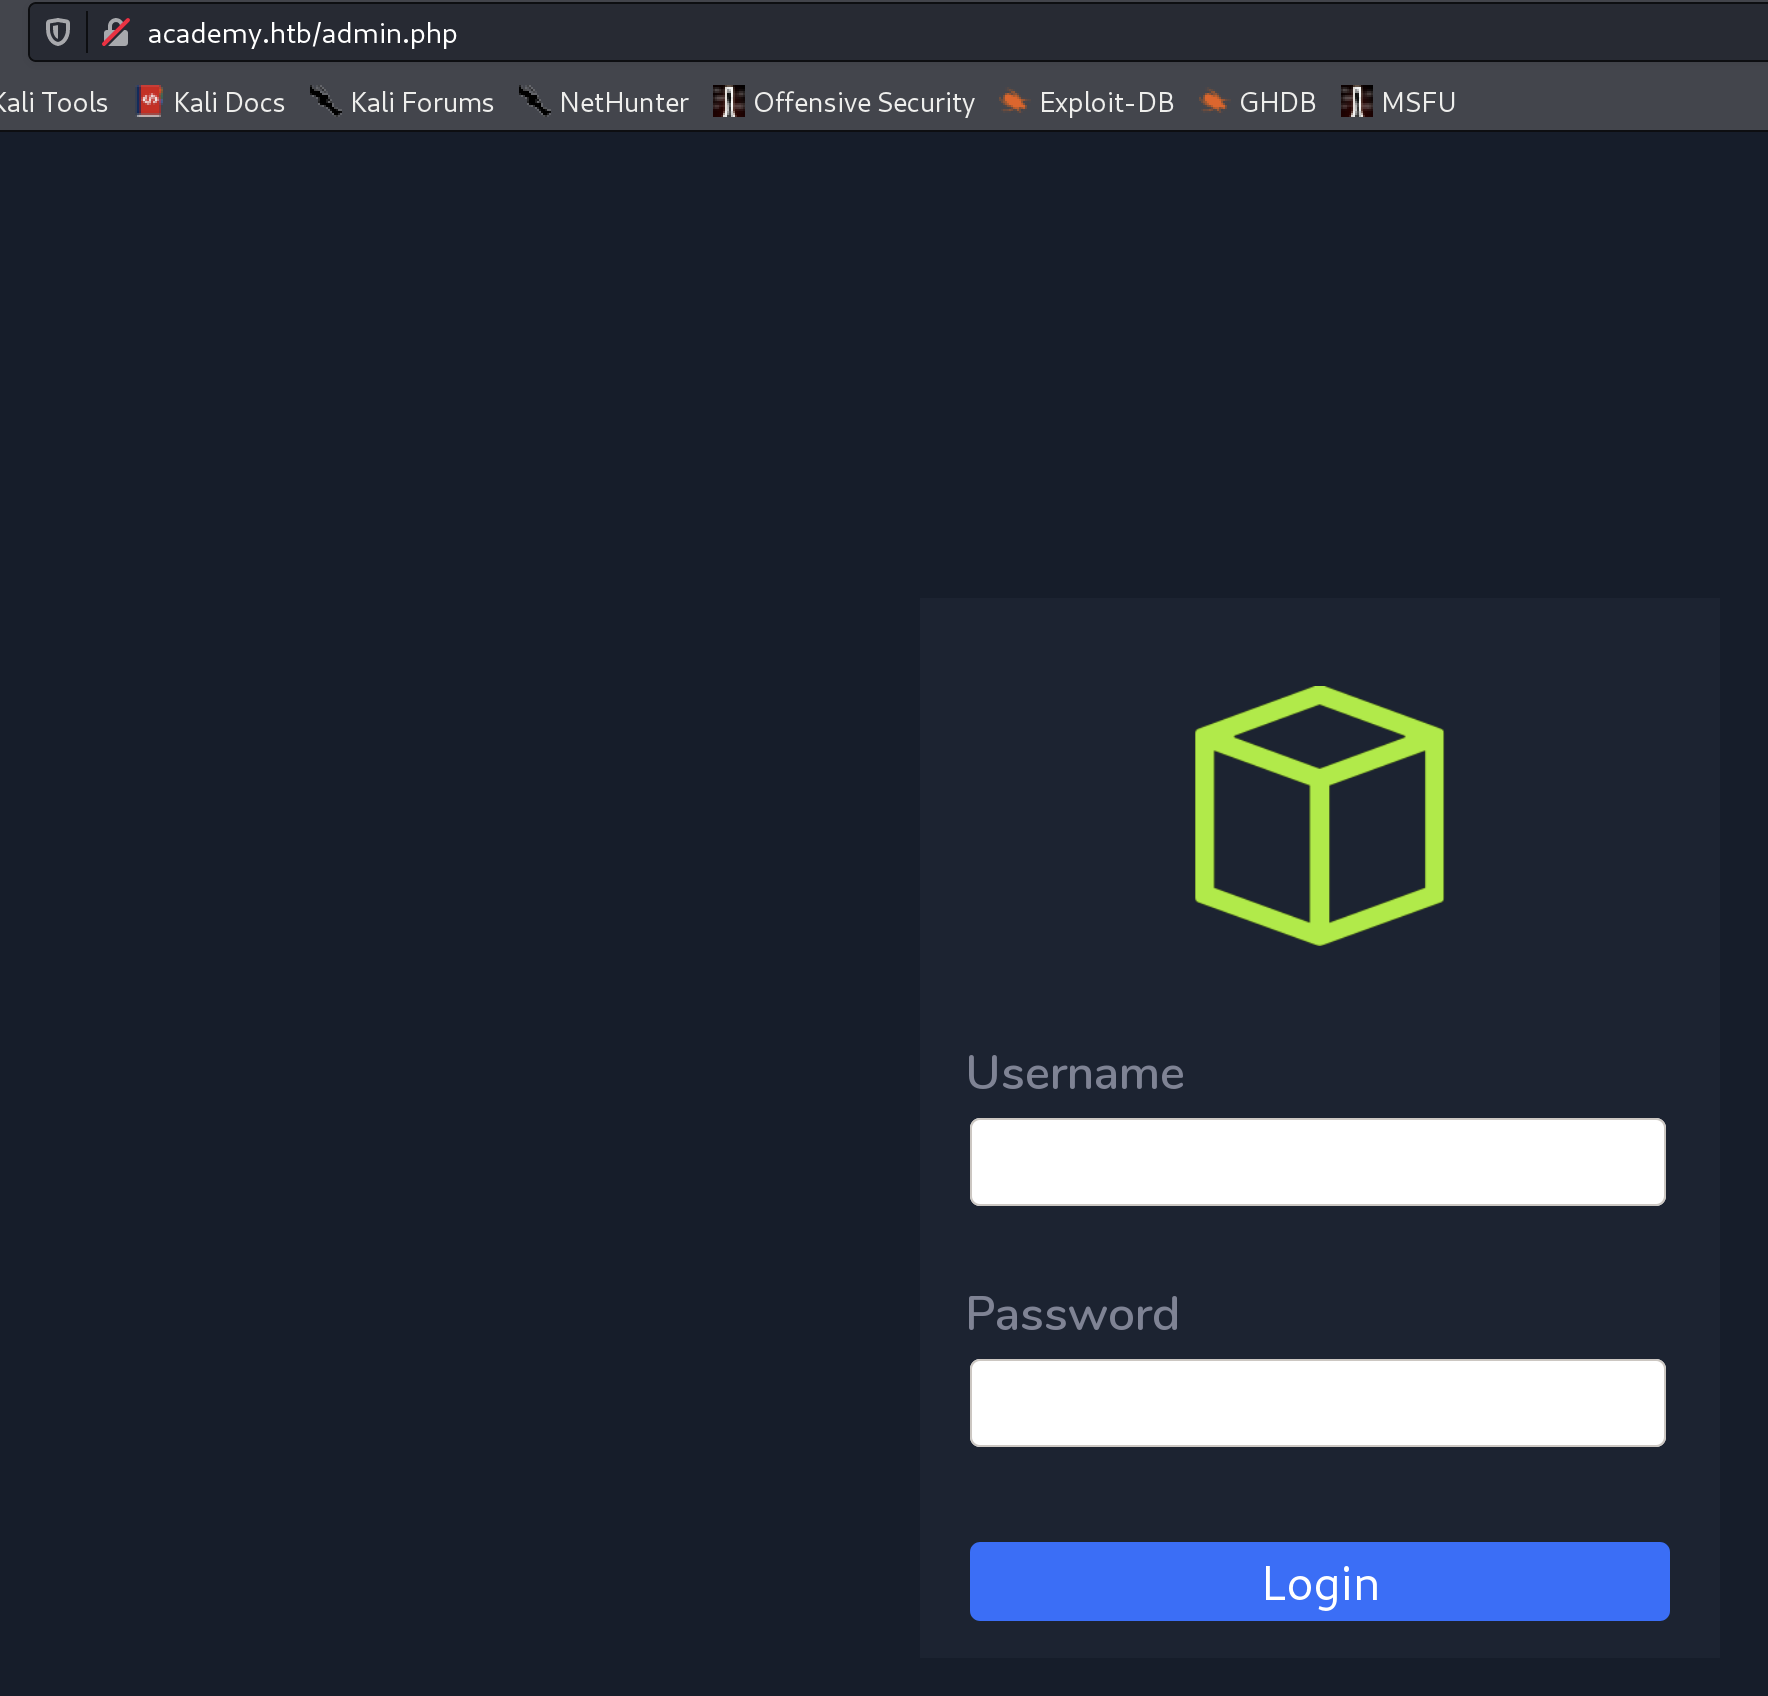 academy.htb/admin.php
Kali Tools Kali Docs Kali Forums NetHunter Offensive Security Exploit-DB GHDB MSFU
Username
Password
Login